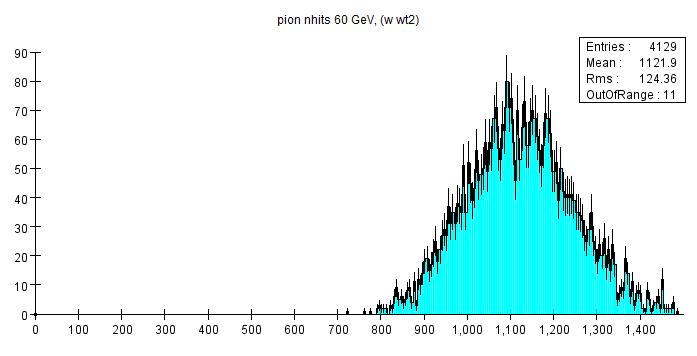 pion nhits 60 GeV, (w wt2)
Entries : 4129
Mean : 1121.9
Rms : 124.36
OutOfRange : 11
90
80
70
60
50
40
30
20
10
0
0 100 200 300 400 500 600 700 800 900 1,000 1,100 1,200 1,300 1,400